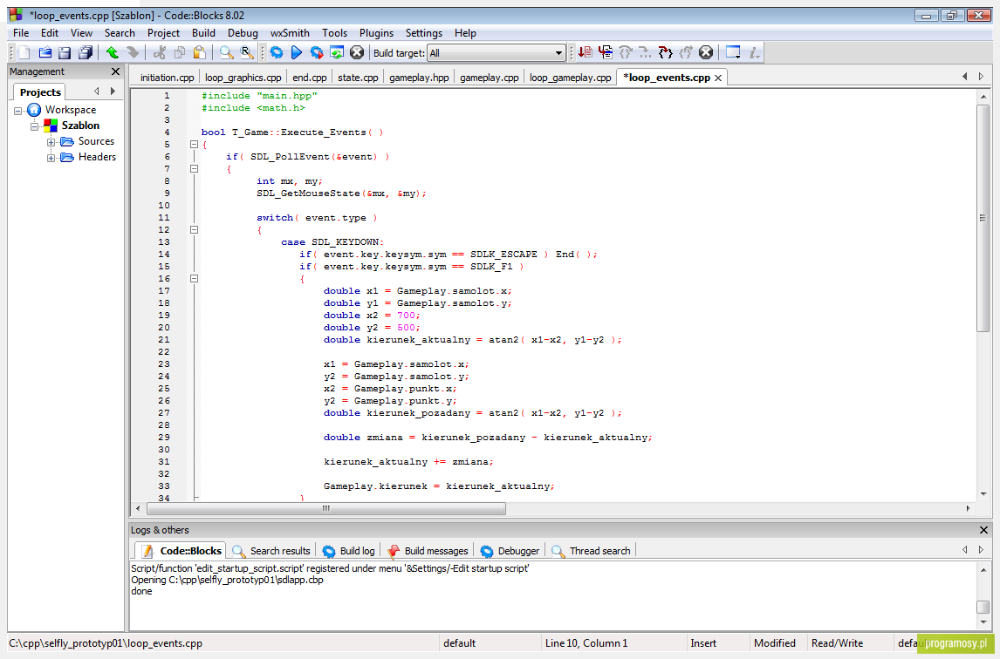 *loop_events.cpp [Szablon] - Code::Blocks 8.02
File Edit View Search Project Build Debug wxSmith Tools Plugins Settings Help
Build target: All
Management
Projects
Workspace
Szablon
Sources
Headers
initiation.cpp loop_graphics.cpp end.cpp state.cpp gameplay.hpp gameplay.cpp loop_gameplay.cpp *loop_events.cpp
1 #include "main.hpp"
2 #include <math.h>
3
4 bool T_Game::Execute_Events( )
5 {
6 if( SDL_PollEvent(&event) )
7 {
8 int mx, my;
9 SDL_GetMouseState(&mx, &my);
10
11 switch( event.type )
12 {
13 case SDL_KEYDOWN:
14 if( event.key.keysym.sym == SDLK_ESCAPE ) End( );
15 if( event.key.keysym.sym == SDLK_F1 )
16 {
17 double x1 = Gameplay.samolot.x;
18 double y1 = Gameplay.samolot.y;
19 double x2 = 700;
20 double y2 = 500;
21 double kierunek_aktualny = atan2( x1-x2, y1-y2 );
22
23 x1 = Gameplay.samolot.x;
24 y2 = Gameplay.samolot.y;
25 x2 = Gameplay.punkt.x;
26 y2 = Gameplay.punkt.y;
27 double kierunek_pozadany = atan2( x1-x2, y1-y2 );
28
29 double zmiana = kierunek_pozadany - kierunek_aktualny;
30
31 kierunek_aktualny += zmiana;
32
33 Gameplay.kierunek = kierunek_aktualny;
34 }
Logs & others
Code::Blocks Search results Build log Build messages Debugger Thread search
Script/function 'edit_startup_script.script' registered under menu '&Settings/-Edit startup script'
Opening C:\cpp\selfly_prototyp01\sdlapp.cbp
done
C:\cpp\selfly_prototyp01\loop_events.cpp default Line 10, Column 1 Insert Modified Read/Write
programosy.pl